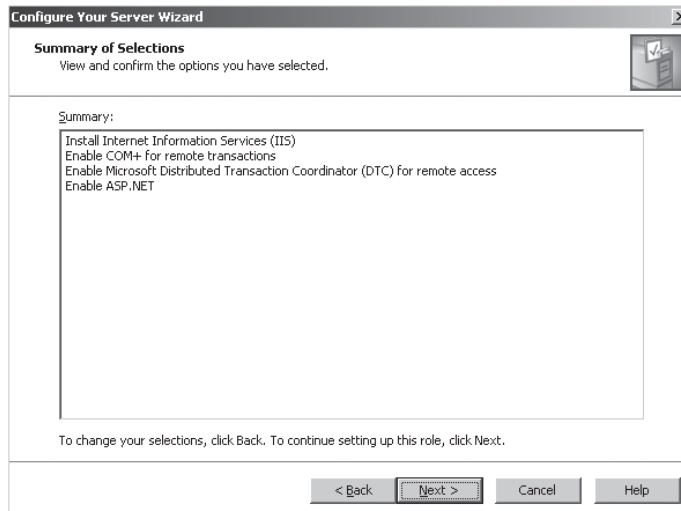 Configure Your Server Wizard
Summary of Selections
View and confirm the options you have selected.
Summary:
Install Internet Information Services (IIS)
Enable COM+ for remote transactions
Enable Microsoft Distributed Transaction Coordinator (DTC) for remote access
Enable ASP.NET
To change your selections, click Back. To continue setting up this role, click Next.
< Back Next > Cancel Help